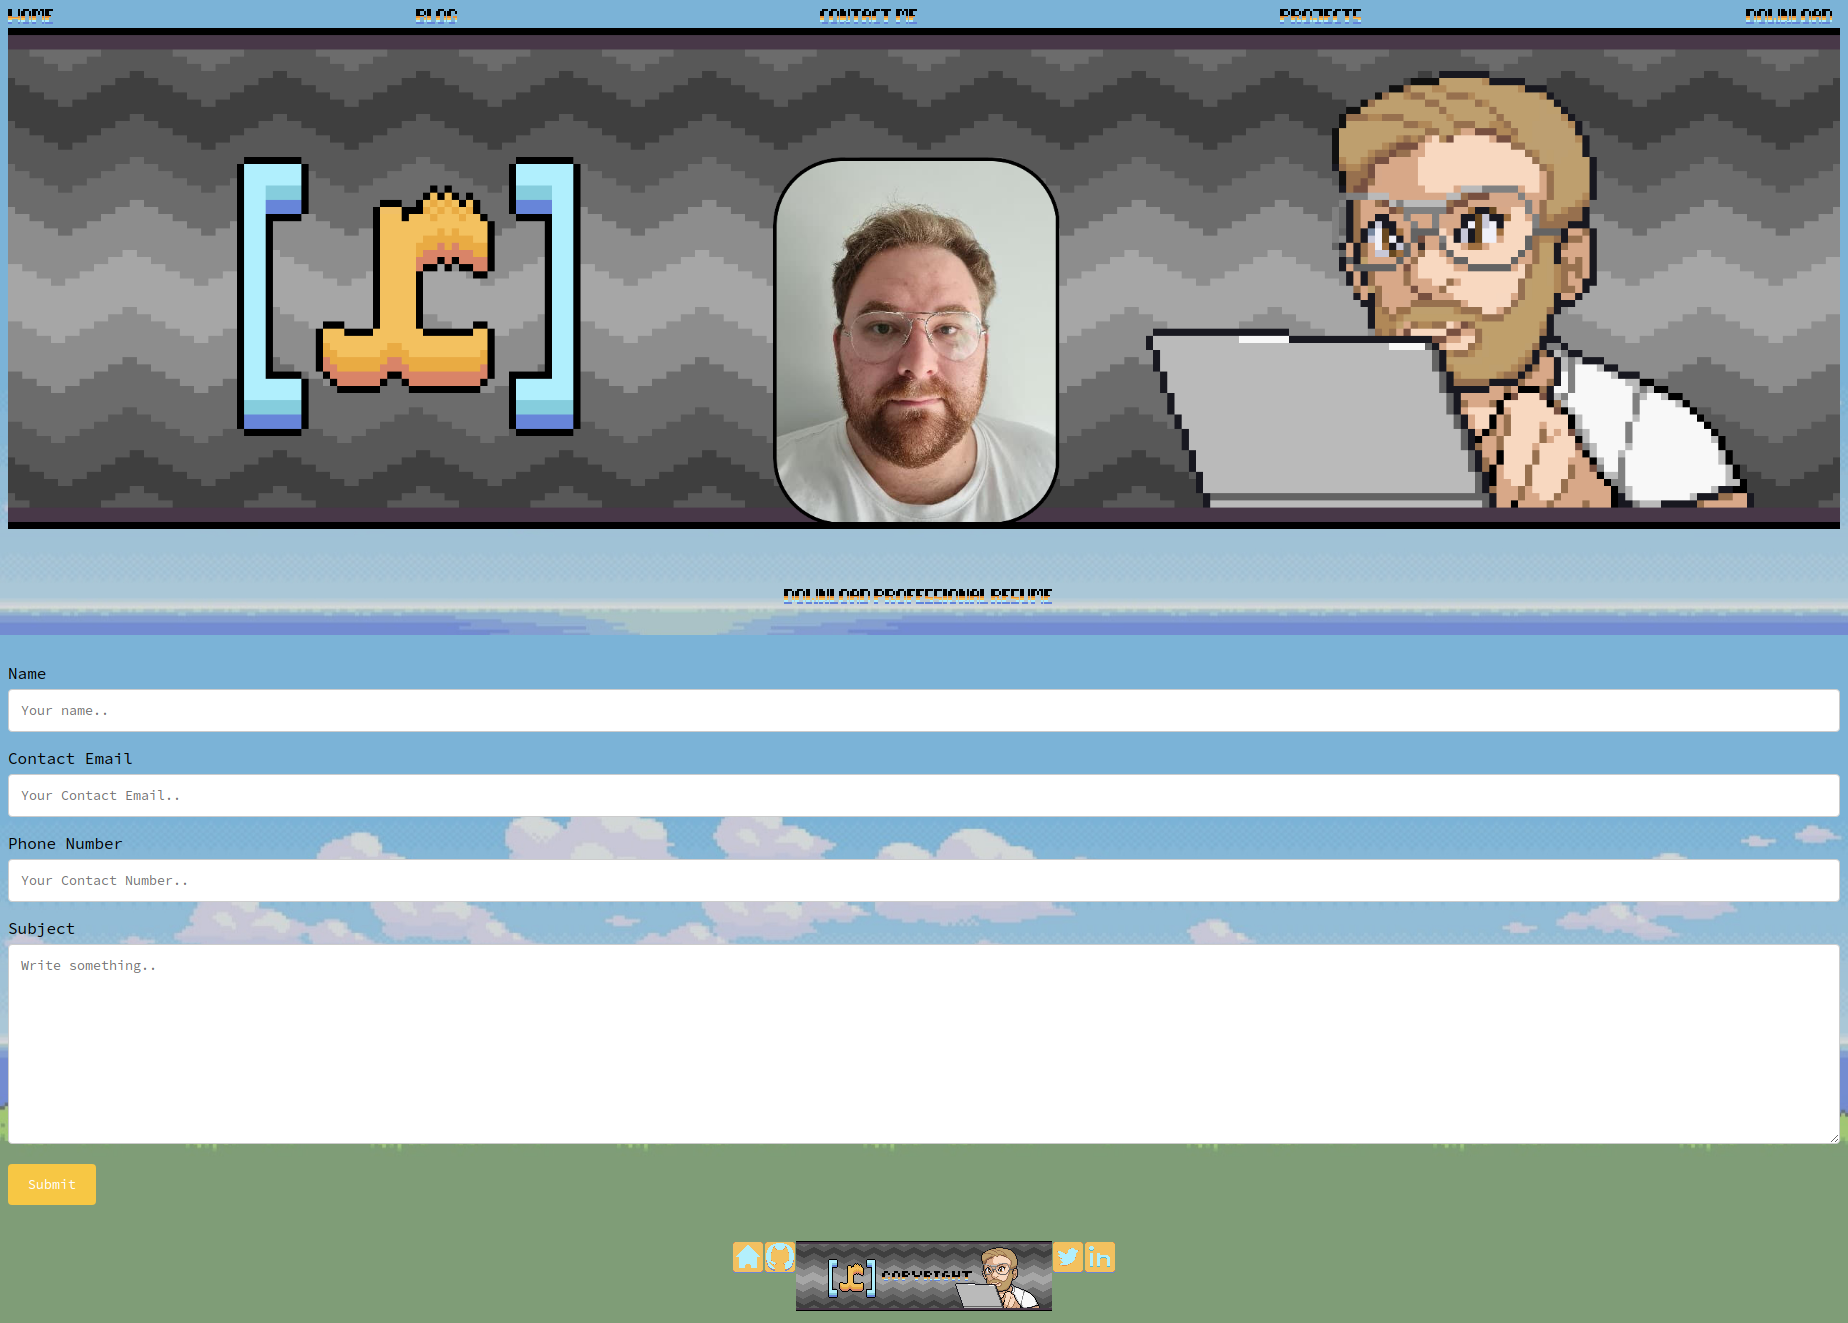 HOME BLOG CONTACT ME PROJECTS DOWNLOAD
[r]
DOWNLOAD PROFESSIONAL RESUME
Name
Your name..
Contact Email
Your Contact Email..
Phone Number
Your Contact Number..
Subject
Write something..
Submit
[r] COPYRIGHT in